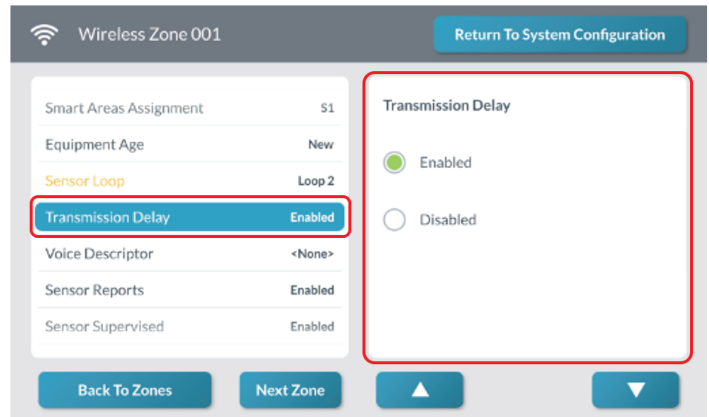 Wireless Zone 001
Return To System Configuration
Smart Areas Assignment S1
Equipment Age New
Sensor Loop Loop 2
Transmission Delay Enabled
Voice Descriptor <None>
Sensor Reports Enabled
Sensor Supervised Enabled
Transmission Delay
Enabled
Disabled
Back To Zones
Next Zone